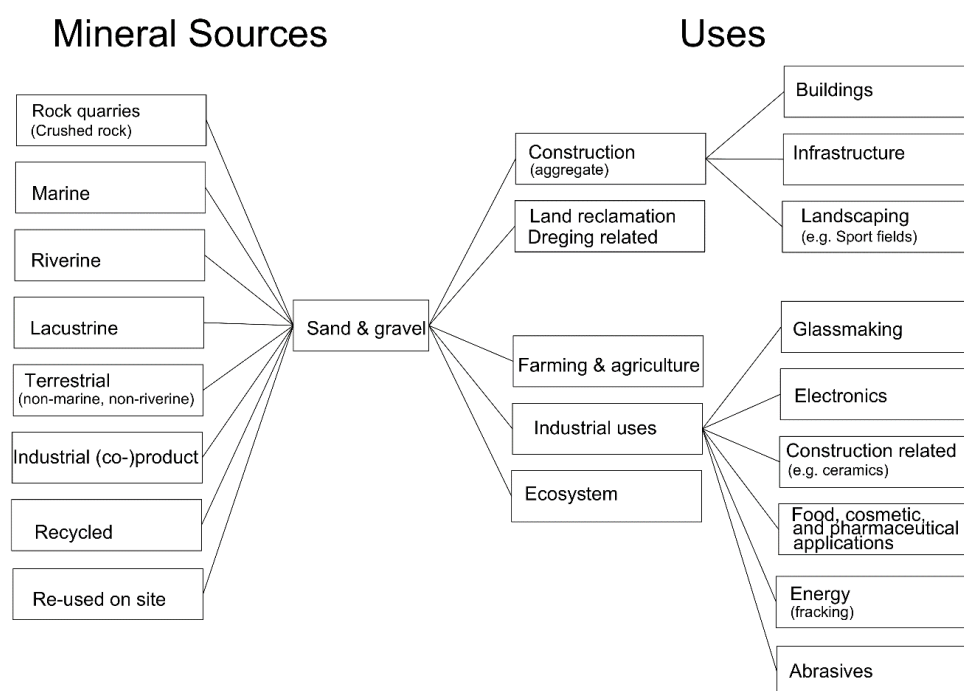 Mineral Sources
Uses
Rock quarries
(Crushed rock)
Marine
Riverine
Lacustrine
Terrestrial
(non-marine, non-riverine)
Industrial (co-)product
Recycled
Re-used on site
Sand & gravel
Construction
(aggregate)
Land reclamation
Dreging related
Farming & agriculture
Industrial uses
Ecosystem
Buildings
Infrastructure
Landscaping
(e.g. Sport fields)
Glassmaking
Electronics
Construction related
(e.g. ceramics)
Food, cosmetic,
and pharmaceutical
applications
Energy
(fracking)
Abrasives